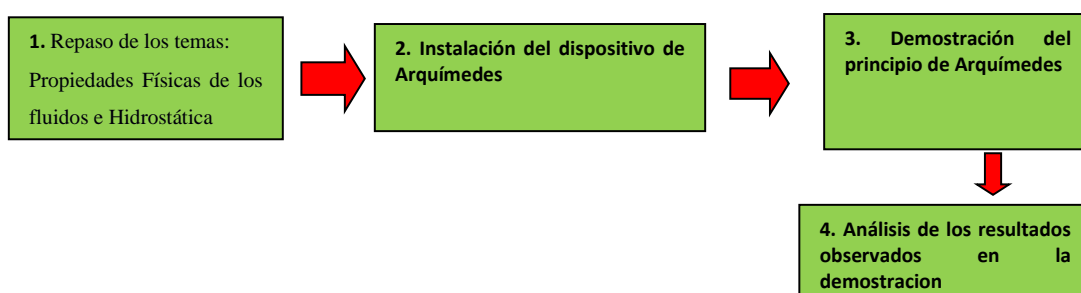 1. Repaso de los temas:
Propiedades Físicas de los
fluidos e Hidrostática
2. Instalación del dispositivo de
Arquímedes
3. Demostración del
principio de Arquímedes
4. Análisis de los resultados
observados en la
demostracion